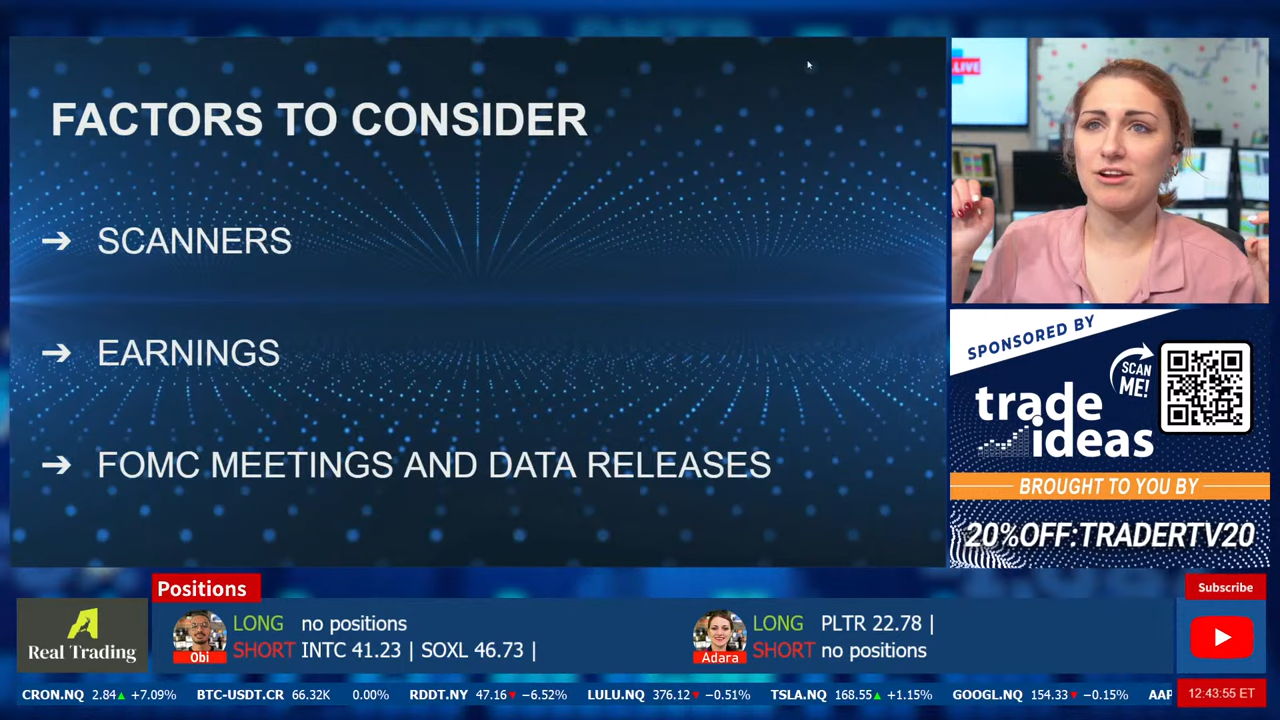 FACTORS TO CONSIDER
➔ SCANNERS
➔ EARNINGS
➔ FOMC MEETINGS AND DATA RELEASES
LIVE
SPONSORED BY
SCAN
ME!
trade
ideas
BROUGHT TO YOU BY
20%OFF:TRADERTV20
Positions
Real Trading
Obi
LONG no positions
SHORT INTC 41.23 | SOXL 46.73 |
Adara
LONG PLTR 22.78 |
SHORT no positions
Subscribe
CRON.NQ 2.84▲ +7.09% BTC-USDT.CR 66.32K 0.00% RDDT.NY 47.16▼ −6.52% LULU.NQ 376.12▼ −0.51% TSLA.NQ 168.55▲ +1.15% GOOGL.NQ 154.33▼ −0.15% AAP
12:43:55 ET